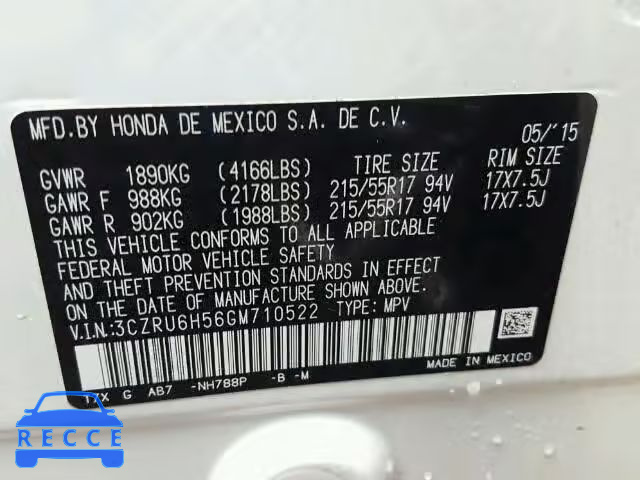 MFD.BY HONDA DE MEXICO S.A. DE C.V.
05/'15
GVWR 1890KG (4166LBS) TIRE SIZE RIM SIZE
GAWR F 988KG (2178LBS) 215/55R17 94V 17X7.5J
GAWR R 902KG (1988LBS) 215/55R17 94V 17X7.5J
THIS VEHICLE CONFORMS TO ALL APPLICABLE
FEDERAL MOTOR VEHICLE SAFETY
AND THEFT PREVENTION STANDARDS IN EFFECT
ON THE DATE OF MANUFACTURE SHOWN ABOVE.
V.I.N:3CZRU6H56GM710522 TYPE: MPV
MADE IN MEXICO
G AB7 -NH788P -B -M
RECCE